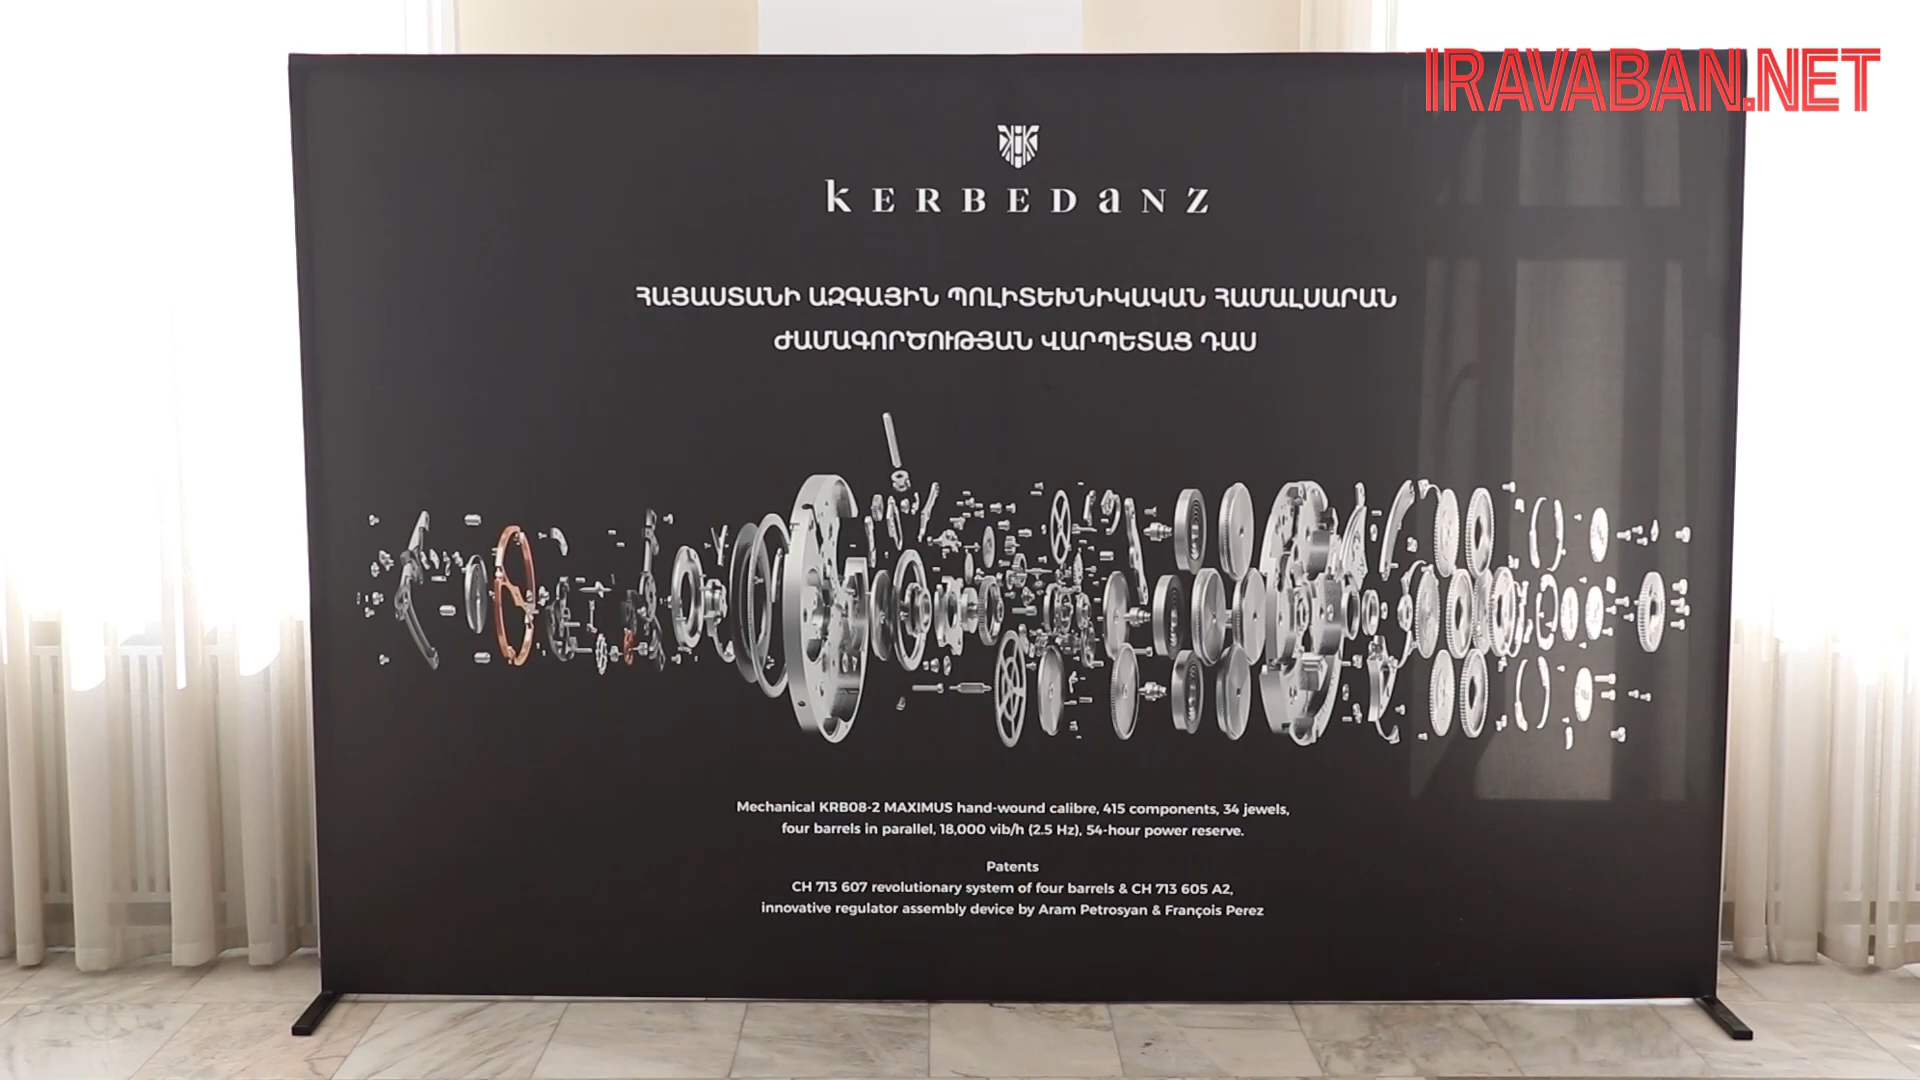 IRAVABAN.NET
KERBEDANZ
ՀԱՅԱՍՏԱՆԻ ԱԶԳԱՅԻՆ ՊՈԼԻՏԵԽՆԻԿԱԿԱՆ ՀԱՄԱԼՍԱՐԱՆ
ԺԱՄԱԳՈՐԾՈՒԹՅԱՆ ՎԱՐՊԵՏԱՑ ԴԱՍ
Mechanical KRB08-2 MAXIMUS hand-wound calibre, 415 components, 34 jewels,
four barrels in parallel, 18,000 vib/h (2.5 Hz), 54-hour power reserve.
Patents
CH 713 607 revolutionary system of four barrels & CH 713 605 A2,
innovative regulator assembly device by Aram Petrosyan & François Perez